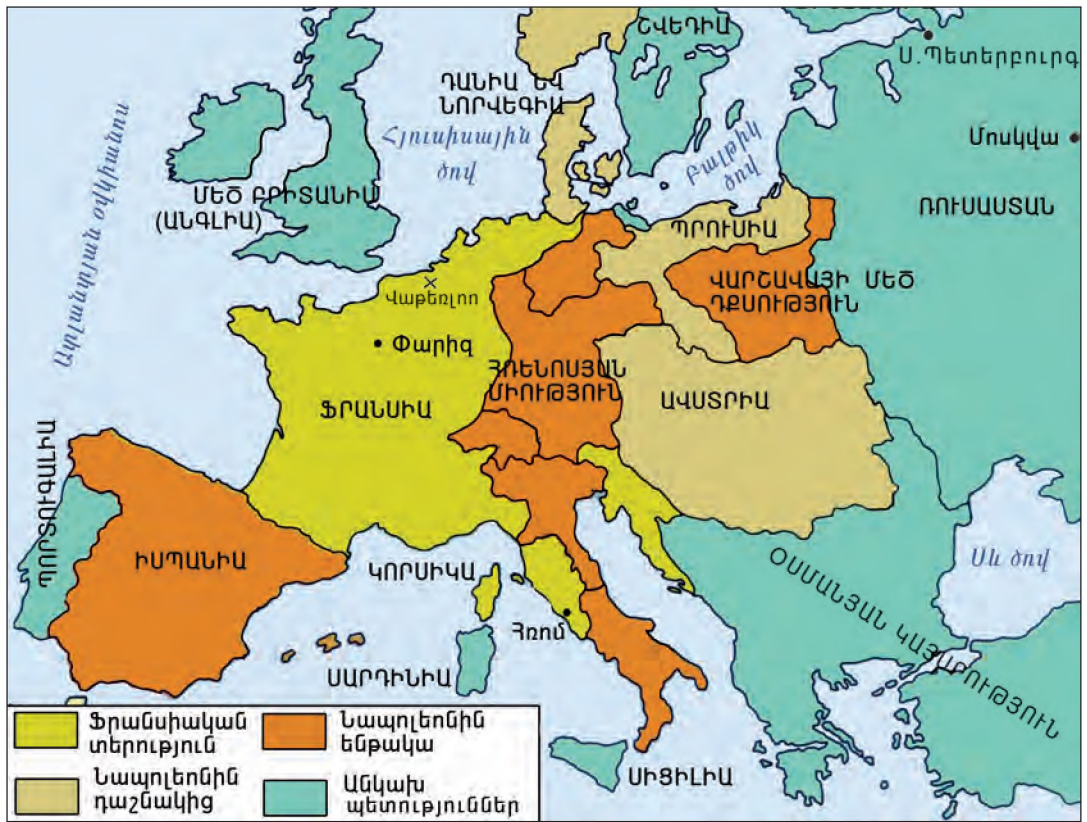 ՇՎԵԴԻԱ
Ս.Պետերբուրգ
ԴԱՆԻԱ ԵՎ
ՆՈՐՎԵԳԻԱ
Հյուսիսային
ծով
Բալթիկ
ծով
Մոսկվա
Ատլանտյան օվկիանոս
ՄԵԾ ԲՐԻՏԱՆԻԱ
(ԱՆԳԼԻԱ)
ՌՈՒՍԱՍՏԱՆ
ՊՐՈՒՍԻԱ
ՎԱՐՇԱՎԱՅԻ ՄԵԾ
ԴՔՍՈՒԹՅՈՒՆ
Վաթեռլոո
Փարիզ
ՀՌԵՆՈՍՅԱՆ
ՄԻՈՒԹՅՈՒՆ
ՖՐԱՆՍԻԱ
ԱՎՍՏՐԻԱ
ՊՈՐՏՈՒԳԱԼԻԱ
ԻՍՊԱՆԻԱ
ԿՈՐՍԻԿԱ
Հռոմ
ՍԱՐԴԻՆԻԱ
ՍԻՑԻԼԻԱ
Սև ծով
ՕՍՄԱՆՅԱՆ ԿԱՅՍՐՈՒԹՅՈՒՆ
Ֆրանսիական
տերություն
Նապոլեոնին
ենթակա
Նապոլեոնին
դաշնակից
Անկախ
պետություններ